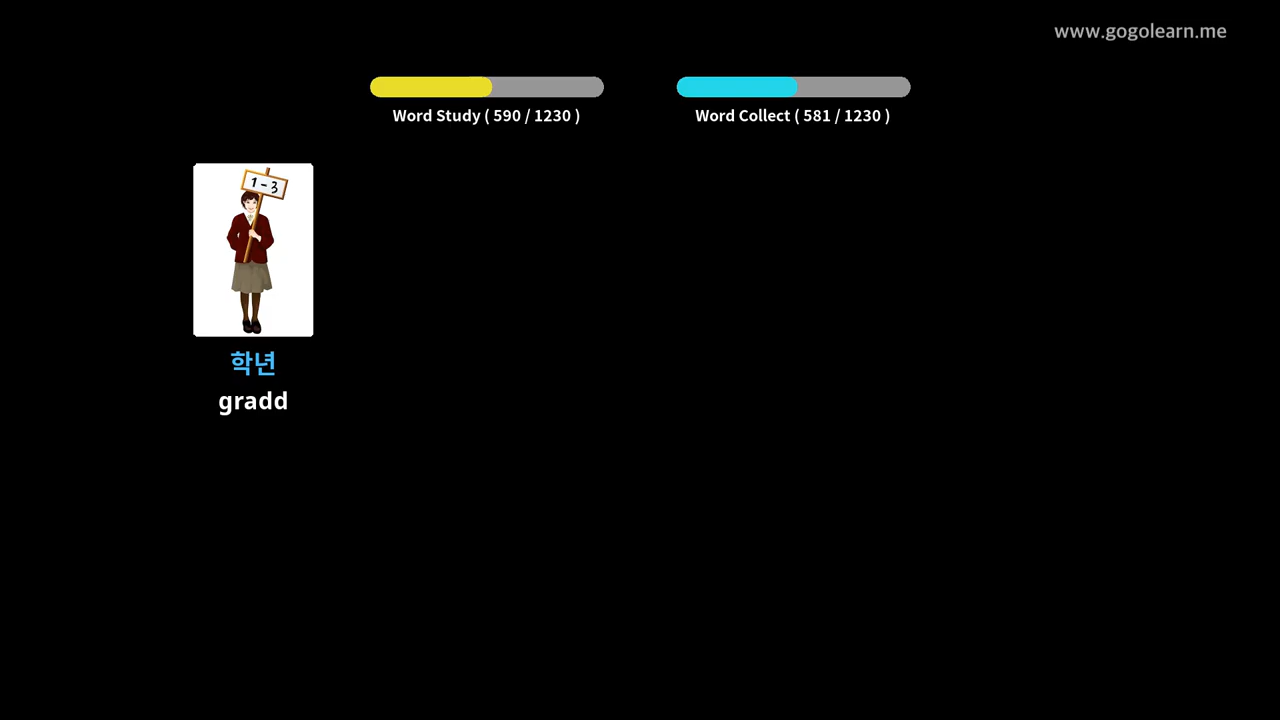 www.gogolearn.me
Word Study ( 590 / 1230 )
Word Collect ( 581 / 1230 )
1-3
학년
gradd